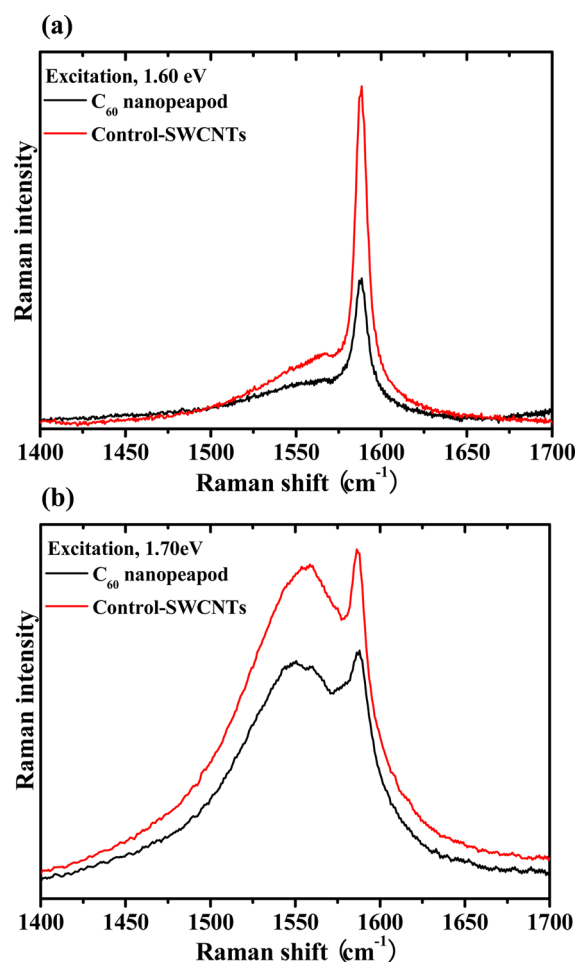 (a)
Excitation, 1.60 eV
C60 nanopeapod
Control-SWCNTs
Raman intensity
1400 1450 1500 1550 1600 1650 1700
Raman shift (cm-1)
(b)
Excitation, 1.70eV
C60 nanopeapod
Control-SWCNTs
Raman intensity
1400 1450 1500 1550 1600 1650 1700
Raman shift (cm-1)